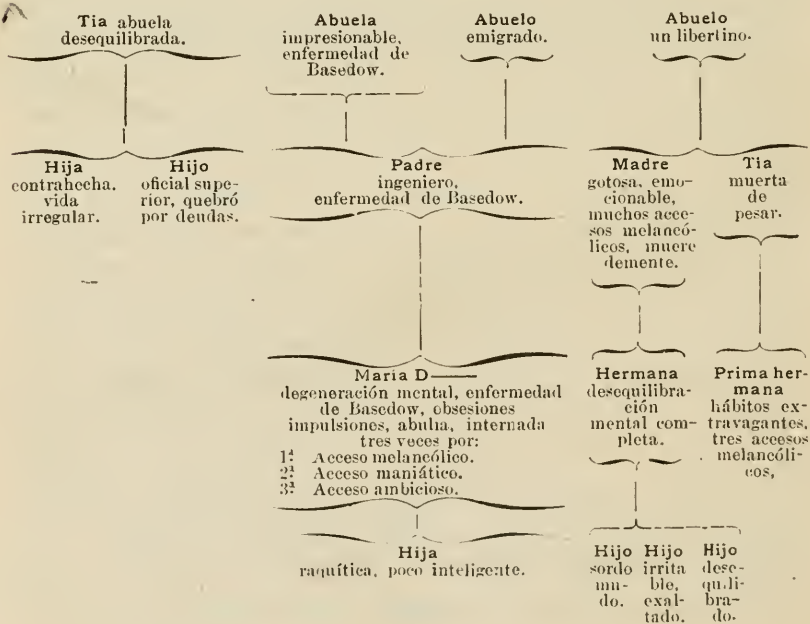 Tia abuela
desequilibrada.
Abuela
impresionable,
enfermedad de
Basedow.
Abuelo
emigrado.
Abuelo
un libertino.
Hija
contrahecha,
vida
irregular.
Hijo
oficial supe-
rior, quebró
por deudas.
Padre
ingeniero,
enfermedad de Basedow.
Madre
gotosa, emo-
cionable,
muchos acce-
sos melancó-
licos, muere
demente.
Tia
muerta
de
pesar.
Maria D——
degeneración mental, enfermedad
de Basedow, obsesiones
impulsiones, abulia, internada
tres veces por:
1ª Acceso melancólico.
2ª Acceso maniático.
3ª Acceso ambicioso.
Hermana
desequilibra-
ción
mental com-
pleta.
Prima her-
mana
hábitos ex-
travagantes,
tres accesos
melancóli-
cos,
Hija
raquítica, poco inteligente.
Hijo
sordo
mu-
do.
Hijo
irrita
ble,
exal-
tado.
Hijo
dese-
quili-
bra-
do.